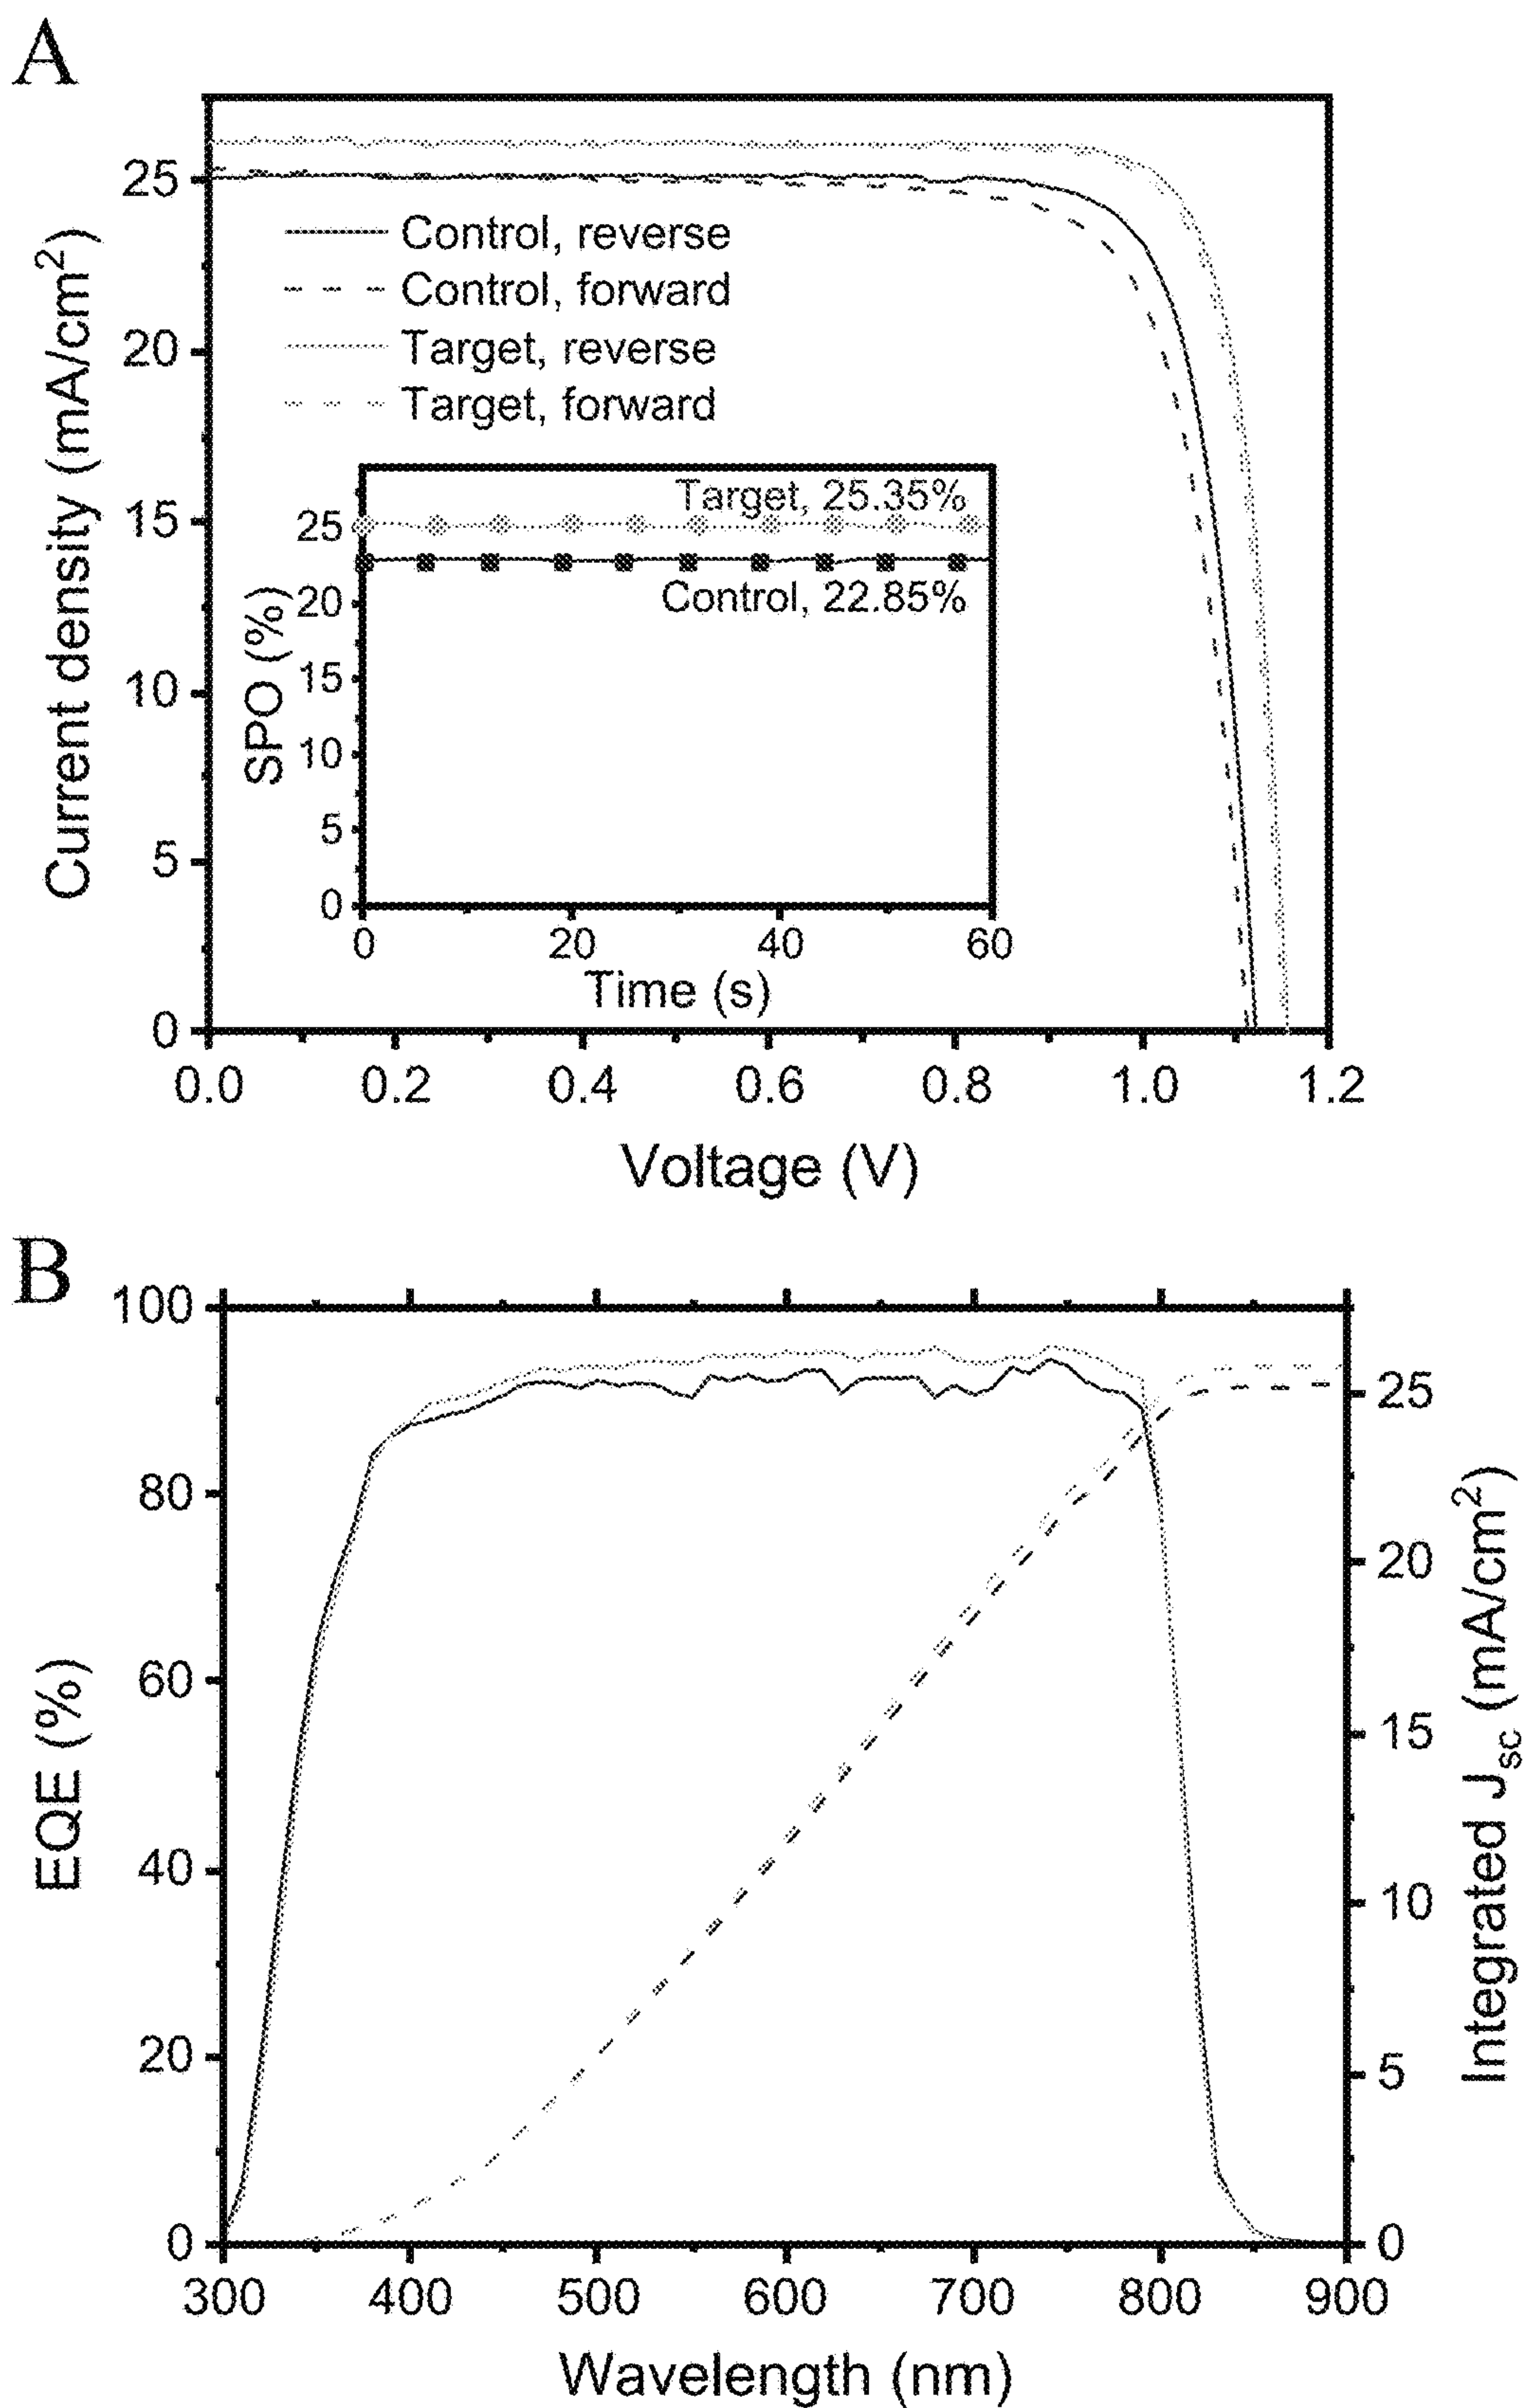 A
Current density (mA/cm²)
25
20
15
10
5
0
Control, reverse
Control, forward
Target, reverse
Target, forward
SPO (%)
25
20
15
10
5
0
Target, 25.35%
Control, 22.85%
0 20 40 60
Time (s)
0.0 0.2 0.4 0.6 0.8 1.0 1.2
Voltage (V)
B
EQE (%)
100
80
60
40
20
0
25
20
15
10
5
0
Integrated Jsc (mA/cm²)
300 400 500 600 700 800 900
Wavelength (nm)